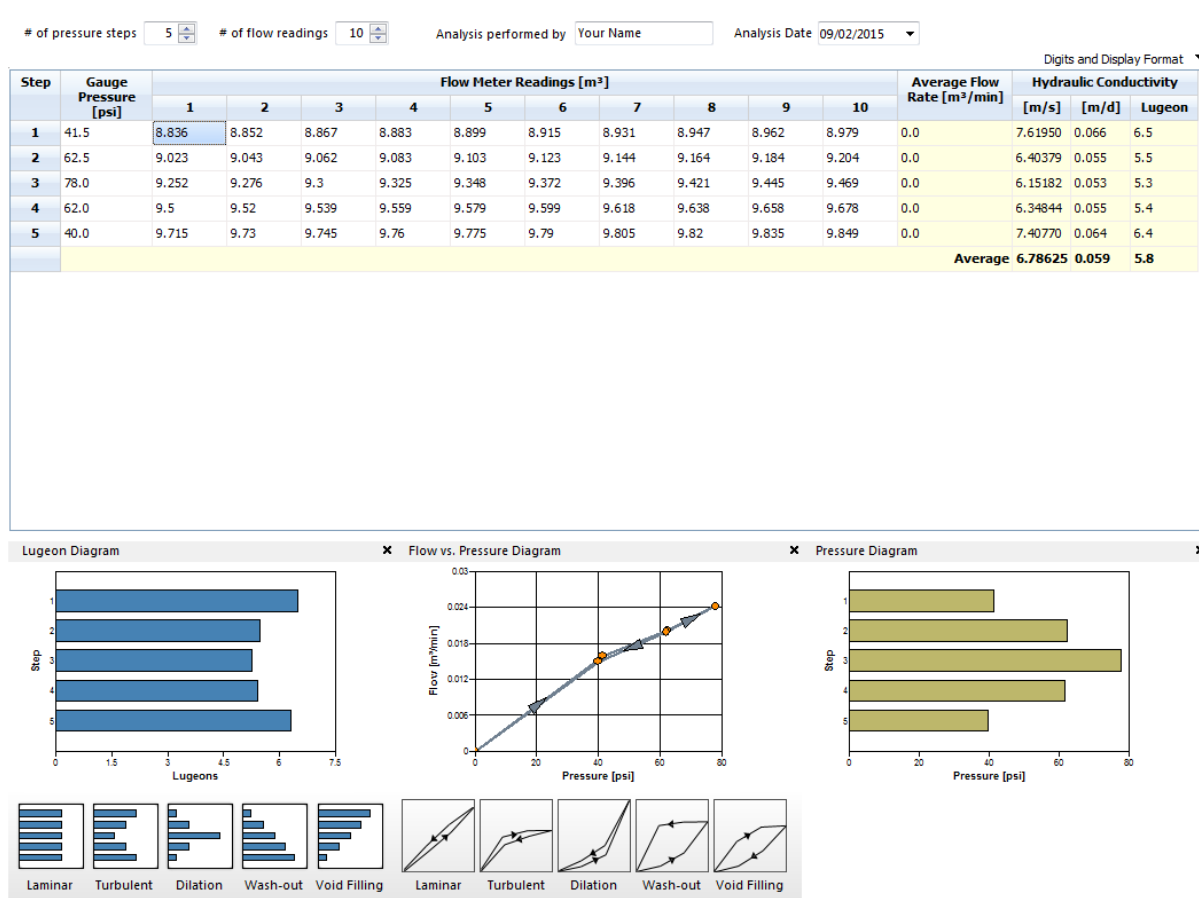 # of pressure steps 5 # of flow readings 10 Analysis performed by Your Name Analysis Date 09/02/2015
Digits and Display Format
Step Gauge Pressure [psi] Flow Meter Readings [m³] Average Flow Rate [m³/min] Hydraulic Conductivity
1 2 3 4 5 6 7 8 9 10 [m/s] [m/d] Lugeon
1 41.5 8.836 8.852 8.867 8.883 8.899 8.915 8.931 8.947 8.962 8.979 0.0 7.61950 0.066 6.5
2 62.5 9.023 9.043 9.062 9.083 9.103 9.123 9.144 9.164 9.184 9.204 0.0 6.40379 0.055 5.5
3 78.0 9.252 9.276 9.3 9.325 9.348 9.372 9.396 9.421 9.445 9.469 0.0 6.15182 0.053 5.3
4 62.0 9.5 9.52 9.539 9.559 9.579 9.599 9.618 9.638 9.658 9.678 0.0 6.34844 0.055 5.4
5 40.0 9.715 9.73 9.745 9.76 9.775 9.79 9.805 9.82 9.835 9.849 0.0 7.40770 0.064 6.4
Average 6.78625 0.059 5.8
Lugeon Diagram
Step
1
2
3
4
5
0 1.5 3 4.5 6 7.5
Lugeons
Flow vs. Pressure Diagram
Flow [m³/min]
0.03
0.024
0.018
0.012
0.006
0
0 20 40 60 80
Pressure [psi]
Pressure Diagram
Step
1
2
3
4
5
0 20 40 60 80
Pressure [psi]
Laminar Turbulent Dilation Wash-out Void Filling
Laminar Turbulent Dilation Wash-out Void Filling